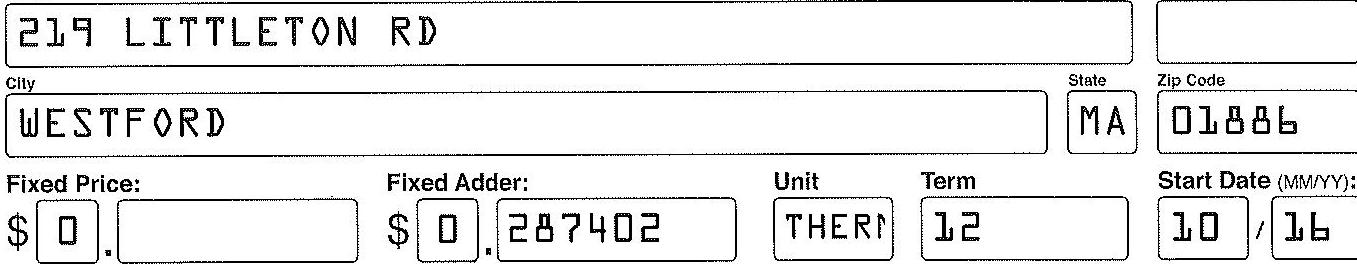 219 LITTLETON RD
City State Zip Code
WESTFORD MA 01886
Fixed Price: Fixed Adder: Unit Term Start Date (MM/YY):
$ 0 . $ 0 . 287402 THERM 12 10 / 16